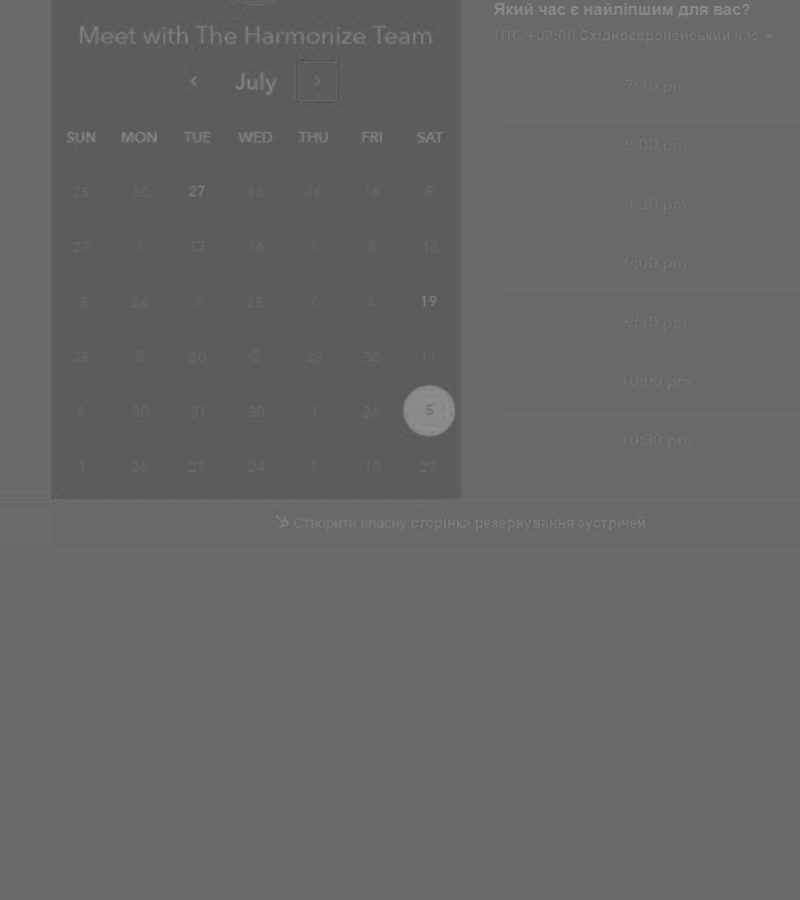 Meet with The Harmonize Team
July
SUN MON TUE WED THU FRI SAT
25 30 27 18 16 16 9
27 7 13 16 7 8 10
3 26 7 25 7 4 19
25 8 20 2 22 30 11
6 30 31 30 1 26 5
1 26 27 24 7 10 27
Який час є найліпшим для вас?
UTC +03:00 Східноєвропейський час
7:30 pm
8:00 pm
8:30 pm
9:00 pm
9:30 pm
10:00 pm
10:30 pm
Створити власну сторінка резервування зустрічей